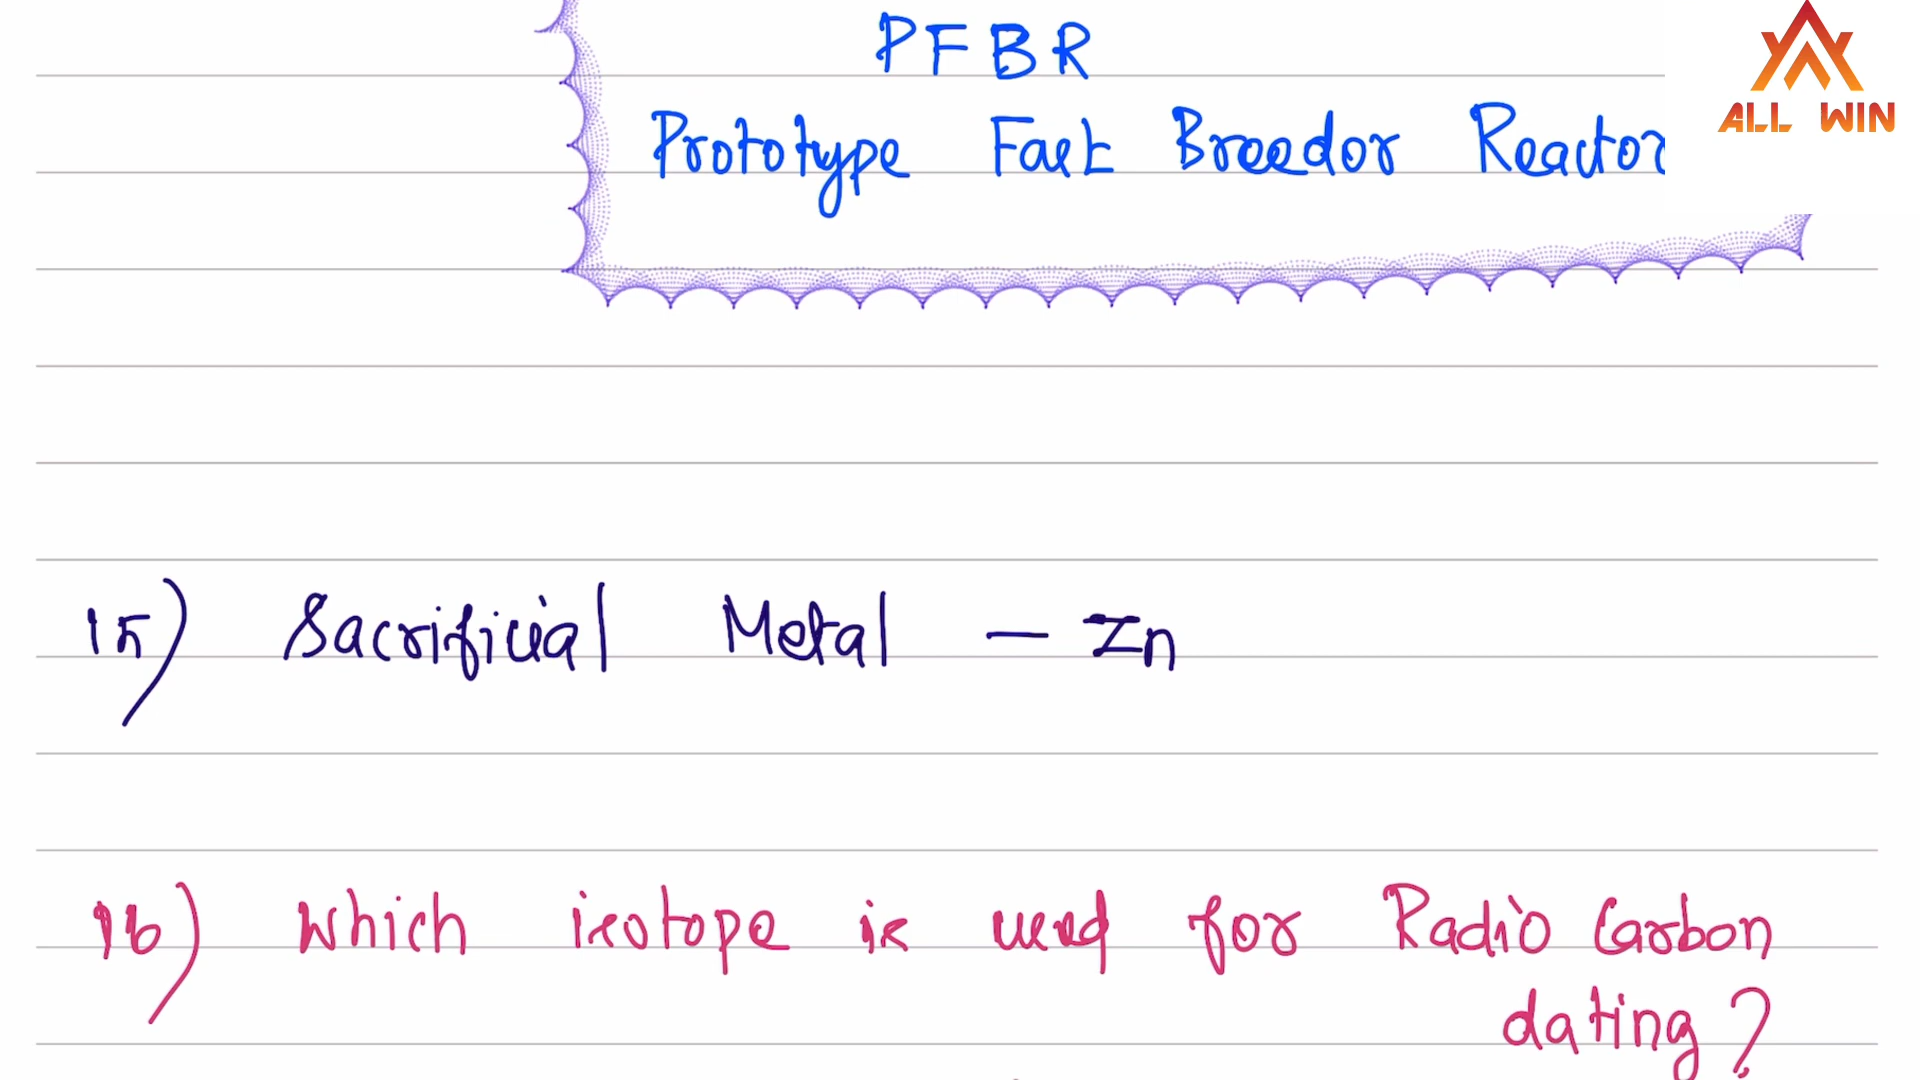 PFBR
ALL WIN
Prototype Fast Breedor Reactor
15) Sacrificial Metal - Zn
16) Which isotope is used for Radio Carbon
dating?